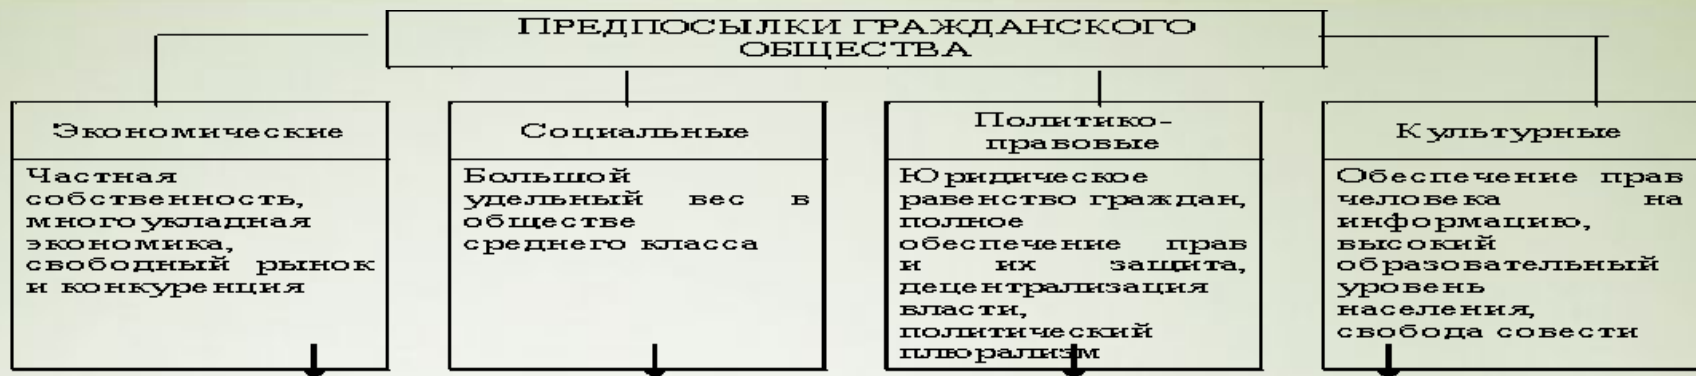 ПРЕДПОСЫЛКИ ГРАЖДАНСКОГО
ОБЩЕСТВА
Экономические
Частная
собственность,
многоукладная
экономика,
свободный рынок
и конкуренция
Социальные
Большой
удельный вес в
обществе
среднего класса
Политико-
правовые
Юридическое
равенство граждан,
полное
обеспечение прав
и их защита,
децентрализация
власти,
политический
плюрализм
Культурные
Обеспечение прав
человека на
информацию,
высокий
образовательный
уровень
населения,
свобода совести